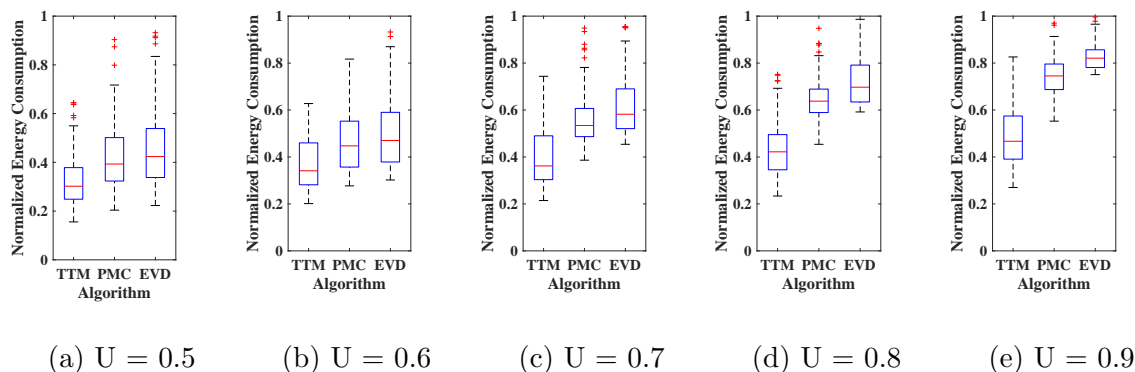 Normalized Energy Consumption
1
0.8
0.6
0.4
0.2
0
TTM PMC EVD
Algorithm
(a) U = 0.5
Normalized Energy Consumption
1
0.8
0.6
0.4
0.2
0
TTM PMC EVD
Algorithm
(b) U = 0.6
Normalized Energy Consumption
1
0.8
0.6
0.4
0.2
0
TTM PMC EVD
Algorithm
(c) U = 0.7
Normalized Energy Consumption
1
0.8
0.6
0.4
0.2
0
TTM PMC EVD
Algorithm
(d) U = 0.8
Normalized Energy Consumption
1
0.8
0.6
0.4
0.2
0
TTM PMC EVD
Algorithm
(e) U = 0.9